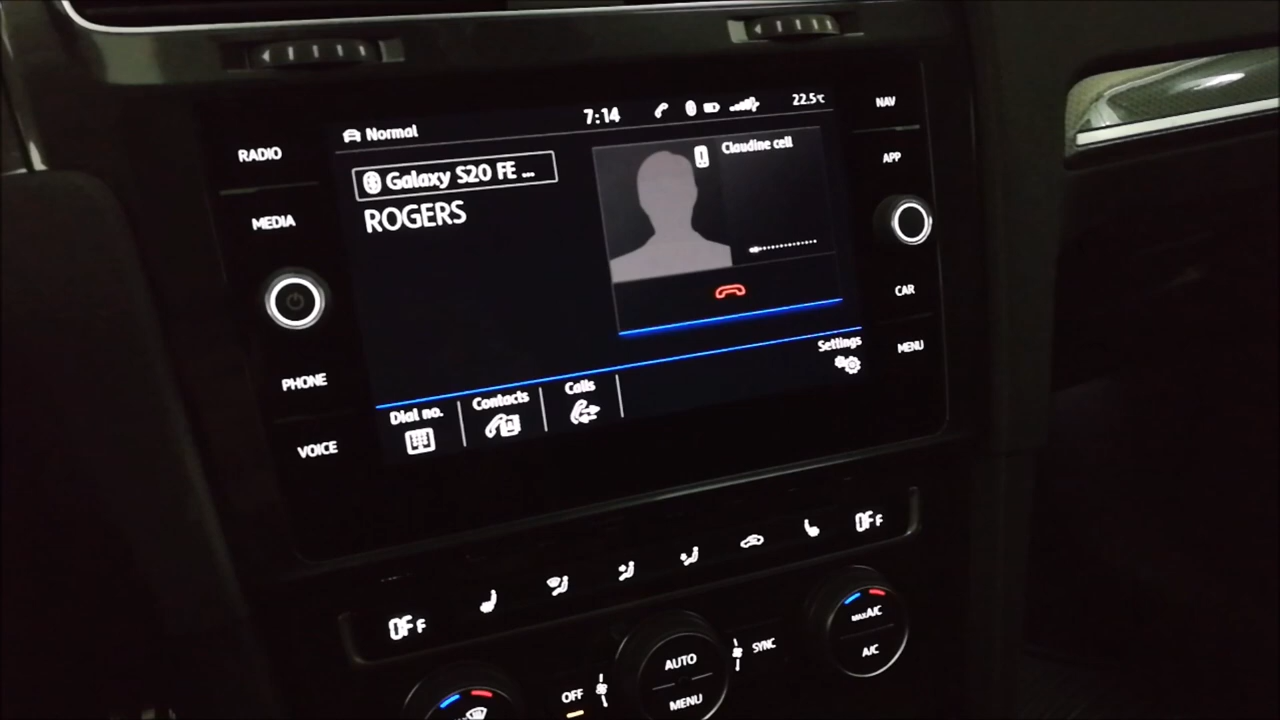 Normal
7:14
22.5°C
NAV
RADIO
Galaxy S20 FE ...
Claudine cell
APP
MEDIA
ROGERS
CAR
PHONE
Settings
MENU
Dial no.
Contacts
Calls
VOICE
OFF
OFF
MAX A/C
A/C
SYNC
AUTO
MENU
OFF